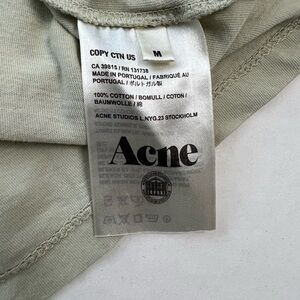 COPY CTN US M
CA 39815 / RN 131738
MADE IN PORTUGAL / FABRIQUÉ AU
PORTUGAL / ポルトガル製
100% COTTON / BOMULL / COTON /
BAUMWOLLE / 綿
ACNE STUDIOS L.NYG.23 STOCKHOLM
Acne